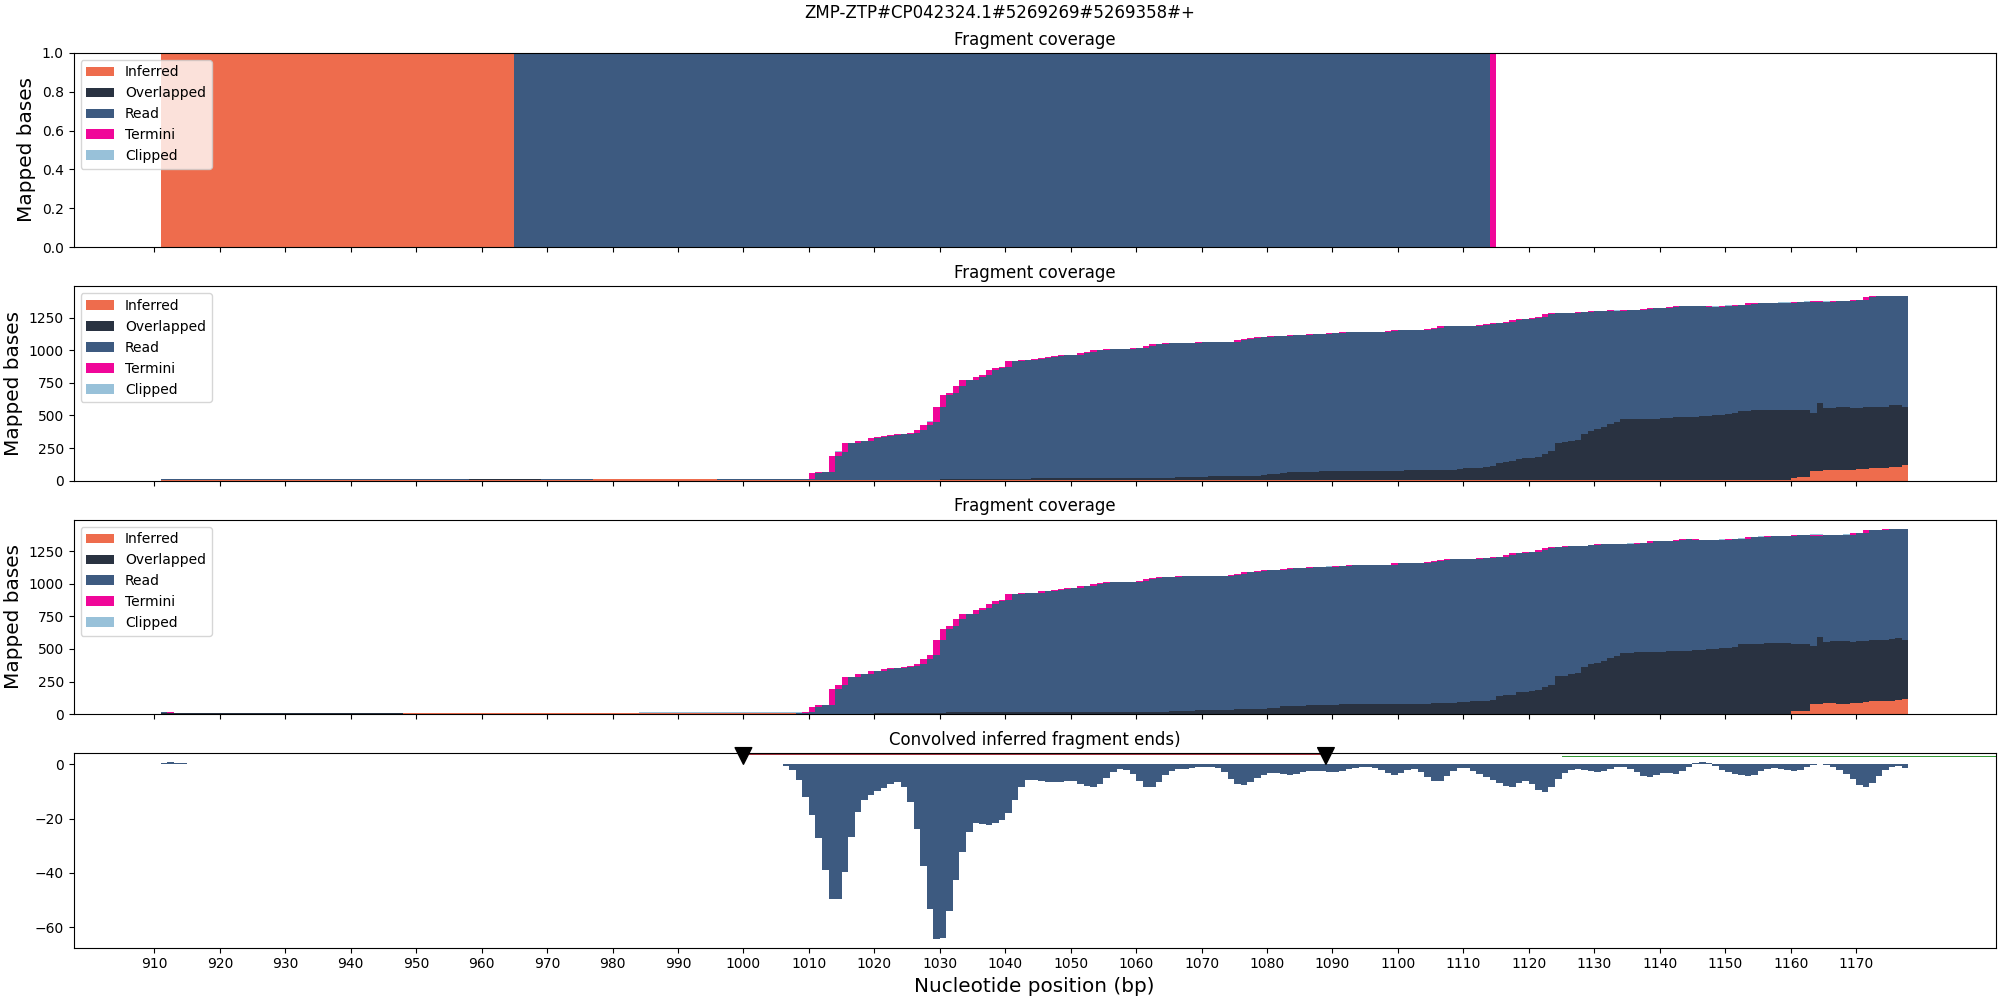 ZMP-ZTP#CP042324.1#5269269#5269358#+
Fragment coverage
Mapped bases
1.0
0.8
0.6
0.4
0.2
0.0
Inferred
Overlapped
Read
Termini
Clipped
Fragment coverage
Mapped bases
1250
1000
750
500
250
0
Inferred
Overlapped
Read
Termini
Clipped
Fragment coverage
Mapped bases
1250
1000
750
500
250
0
Inferred
Overlapped
Read
Termini
Clipped
Convolved inferred fragment ends)
0
−20
−40
−60
910 920 930 940 950 960 970 980 990 1000 1010 1020 1030 1040 1050 1060 1070 1080 1090 1100 1110 1120 1130 1140 1150 1160 1170
Nucleotide position (bp)